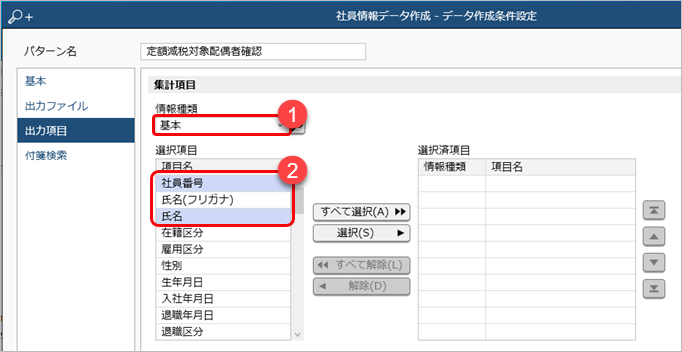 社員情報データ作成 - データ作成条件設定
パターン名
定額減税対象配偶者確認
基本
出力ファイル
出力項目
付箋検索
集計項目
情報種類
1
基本
選択項目
2
項目名
社員番号
氏名(フリガナ)
氏名
在籍区分
雇用区分
性別
生年月日
入社年月日
退職年月日
退職区分
すべて選択(A)
選択(S)
すべて解除(L)
解除(D)
選択済項目
情報種類 項目名